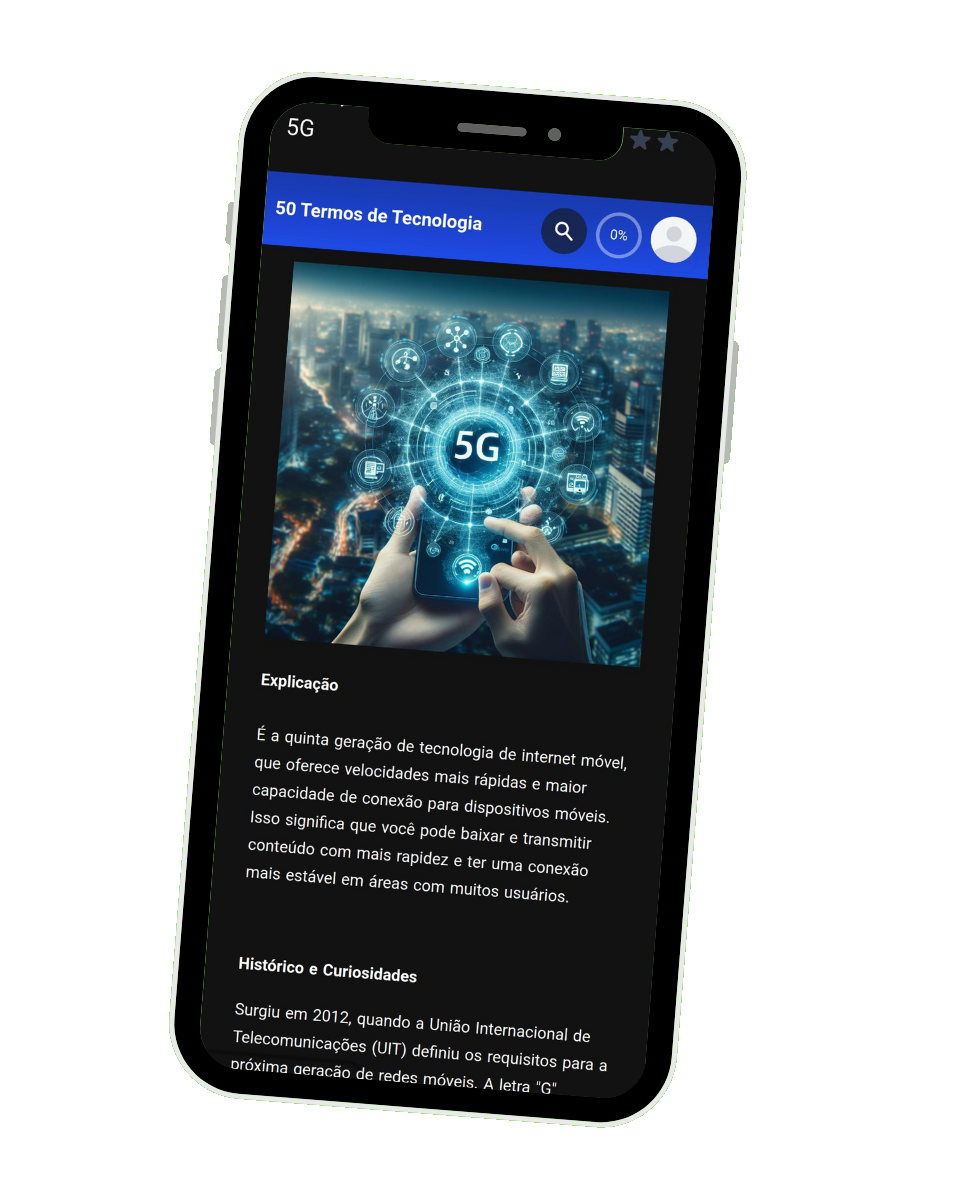 5G
50 Termos de Tecnologia
0%
5G
Explicação
É a quinta geração de tecnologia de internet móvel,
que oferece velocidades mais rápidas e maior
capacidade de conexão para dispositivos móveis.
Isso significa que você pode baixar e transmitir
conteúdo com mais rapidez e ter uma conexão
mais estável em áreas com muitos usuários.
Histórico e Curiosidades
Surgiu em 2012, quando a União Internacional de
Telecomunicações (UIT) definiu os requisitos para a
próxima geração de redes móveis. A letra "G"